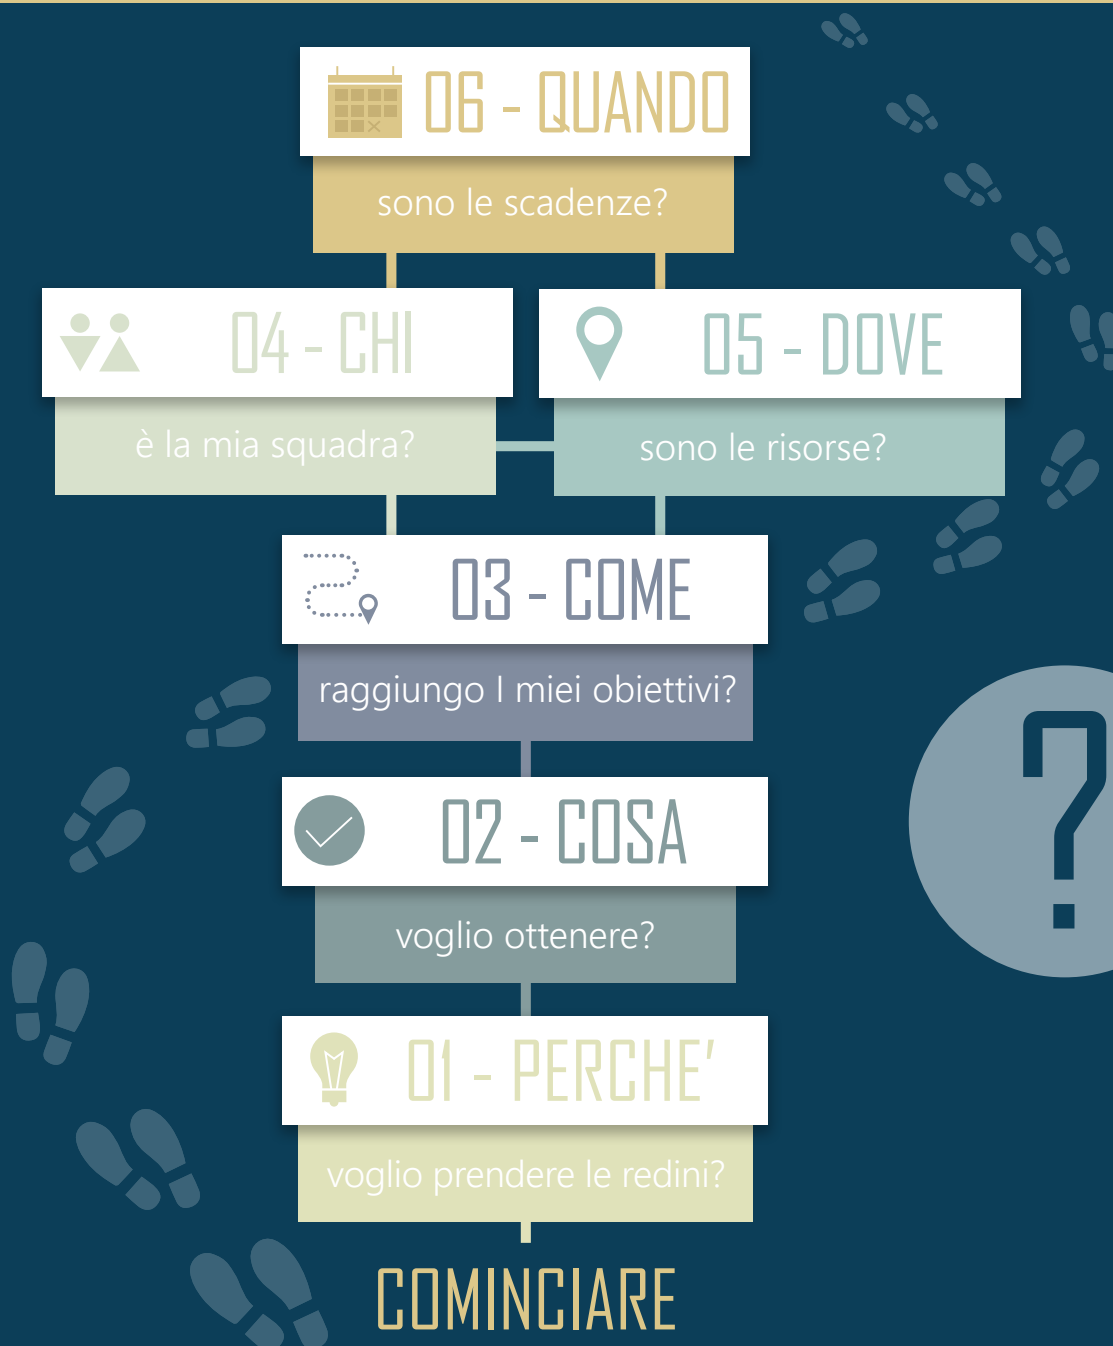 06 - QUANDO
sono le scadenze?
04 - CHI
è la mia squadra?
05 - DOVE
sono le risorse?
03 - COME
raggiungo I miei obiettivi?
02 - COSA
voglio ottenere?
01 - PERCHE'
voglio prendere le redini?
COMINCIARE
?